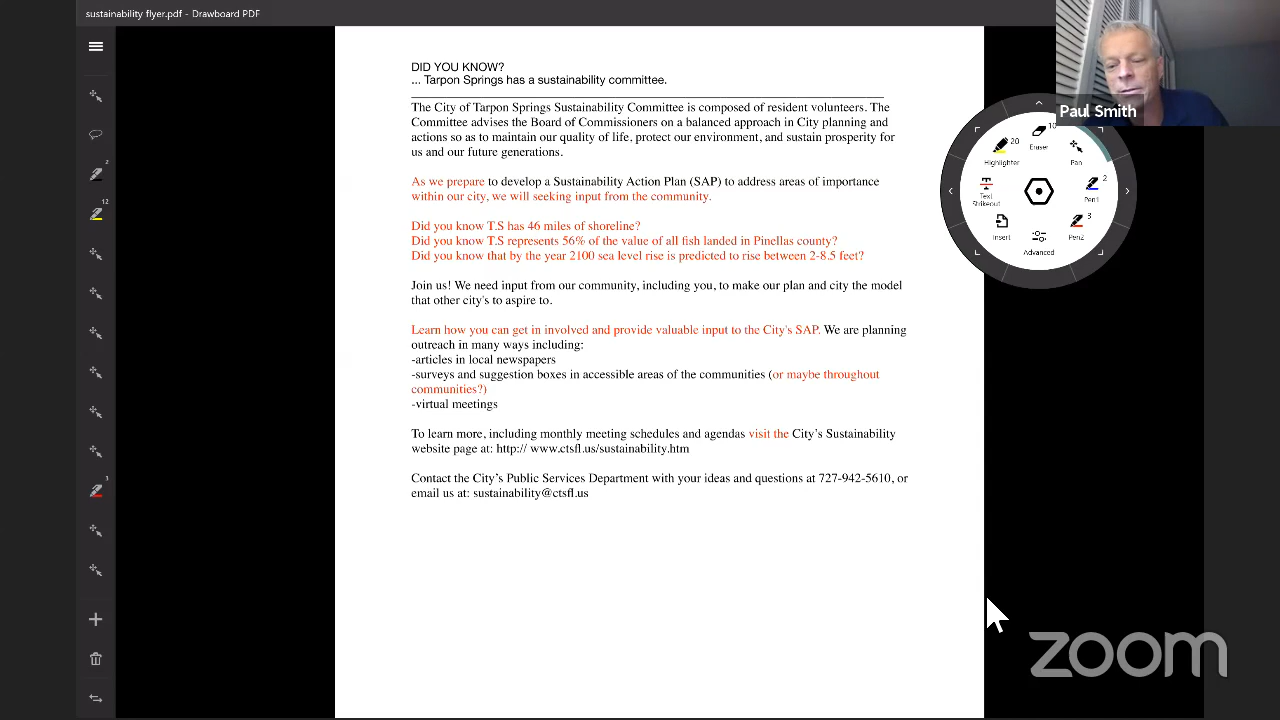 sustainability flyer.pdf - Drawboard PDF
DID YOU KNOW?
... Tarpon Springs has a sustainability committee.
The City of Tarpon Springs Sustainability Committee is composed of resident volunteers. The
Committee advises the Board of Commissioners on a balanced approach in City planning and
actions so as to maintain our quality of life, protect our environment, and sustain prosperity for
us and our future generations.
As we prepare to develop a Sustainability Action Plan (SAP) to address areas of importance
within our city, we will seeking input from the community.
Did you know T.S has 46 miles of shoreline?
Did you know T.S represents 56% of the value of all fish landed in Pinellas county?
Did you know that by the year 2100 sea level rise is predicted to rise between 2-8.5 feet?
Join us! We need input from our community, including you, to make our plan and city the model
that other city's to aspire to.
Learn how you can get in involved and provide valuable input to the City's SAP. We are planning
outreach in many ways including:
-articles in local newspapers
-surveys and suggestion boxes in accessible areas of the communities (or maybe throughout
communities?)
-virtual meetings
To learn more, including monthly meeting schedules and agendas visit the City’s Sustainability
website page at: http:// www.ctsfl.us/sustainability.htm
Contact the City’s Public Services Department with your ideas and questions at 727-942-5610, or
email us at: sustainability@ctsfl.us
2
12
3
Paul Smith
10
Eraser
20
Highlighter
Pan
Text
Strikeout
2
Pen1
Insert
3
Pen2
Advanced
zoom